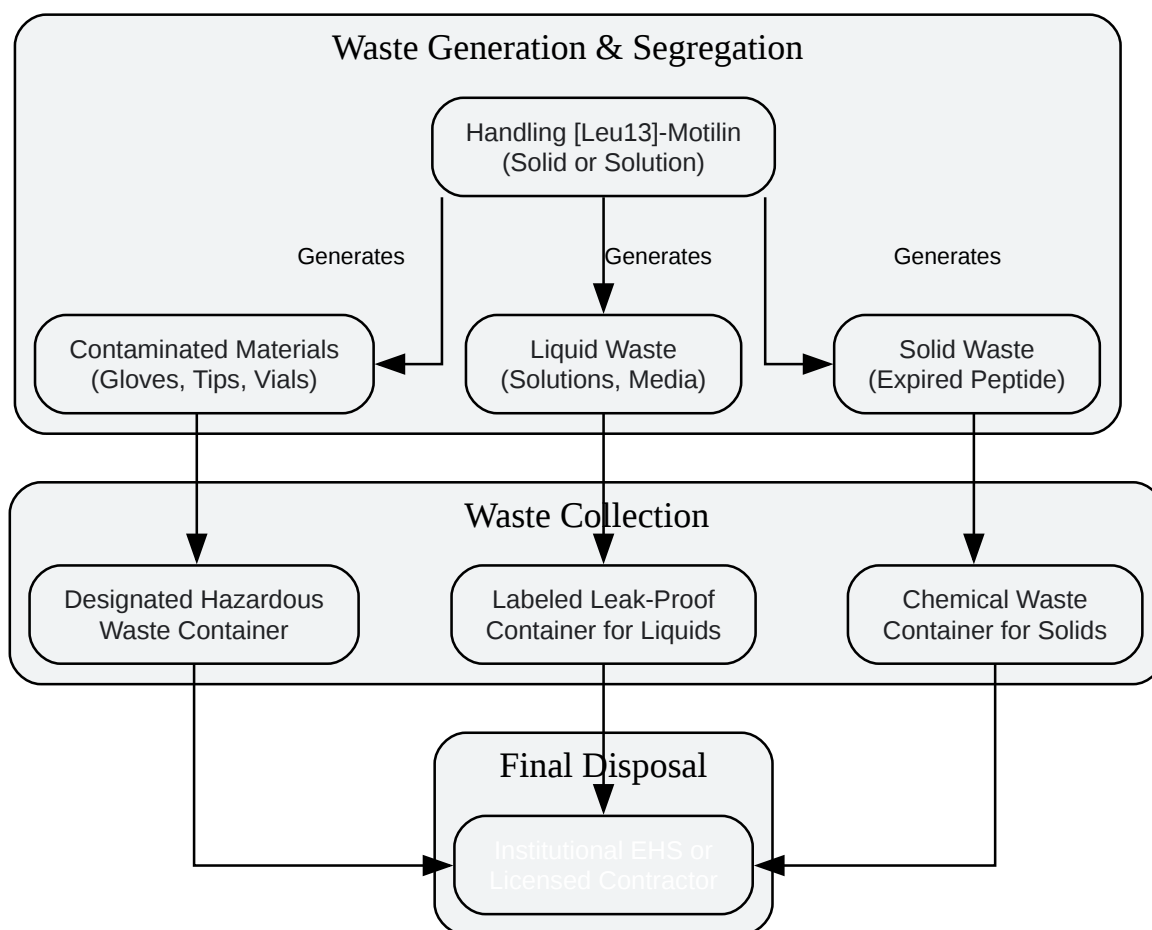 Waste Generation & Segregation
Handling [Leu13]-Motilin
(Solid or Solution)
Generates
Generates
Generates
Contaminated Materials
(Gloves, Tips, Vials)
Liquid Waste
(Solutions, Media)
Solid Waste
(Expired Peptide)
Waste Collection
Designated Hazardous
Waste Container
Labeled Leak-Proof
Container for Liquids
Chemical Waste
Container for Solids
Final Disposal
Institutional EHS or
Licensed Contractor